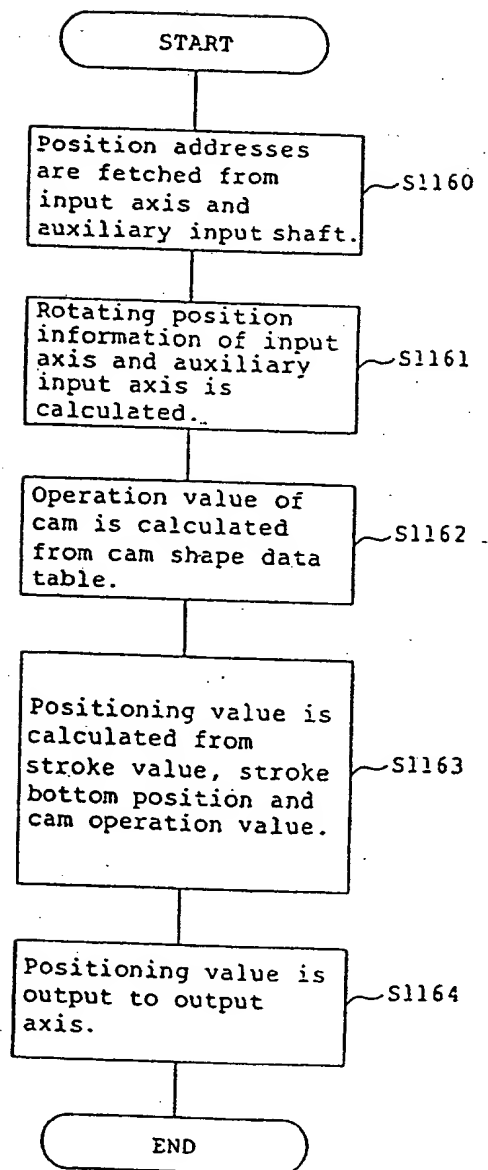 START
Position addresses
are fetched from
input axis and
auxiliary input shaft.
S1160
Rotating position
information of input
axis and auxiliary
input axis is
calculated.
S1161
Operation value of
cam is calculated
from cam shape data
table.
S1162
Positioning value is
calculated from
stroke value, stroke
bottom position and
cam operation value.
S1163
Positioning value is
output to output
axis.
S1164
END